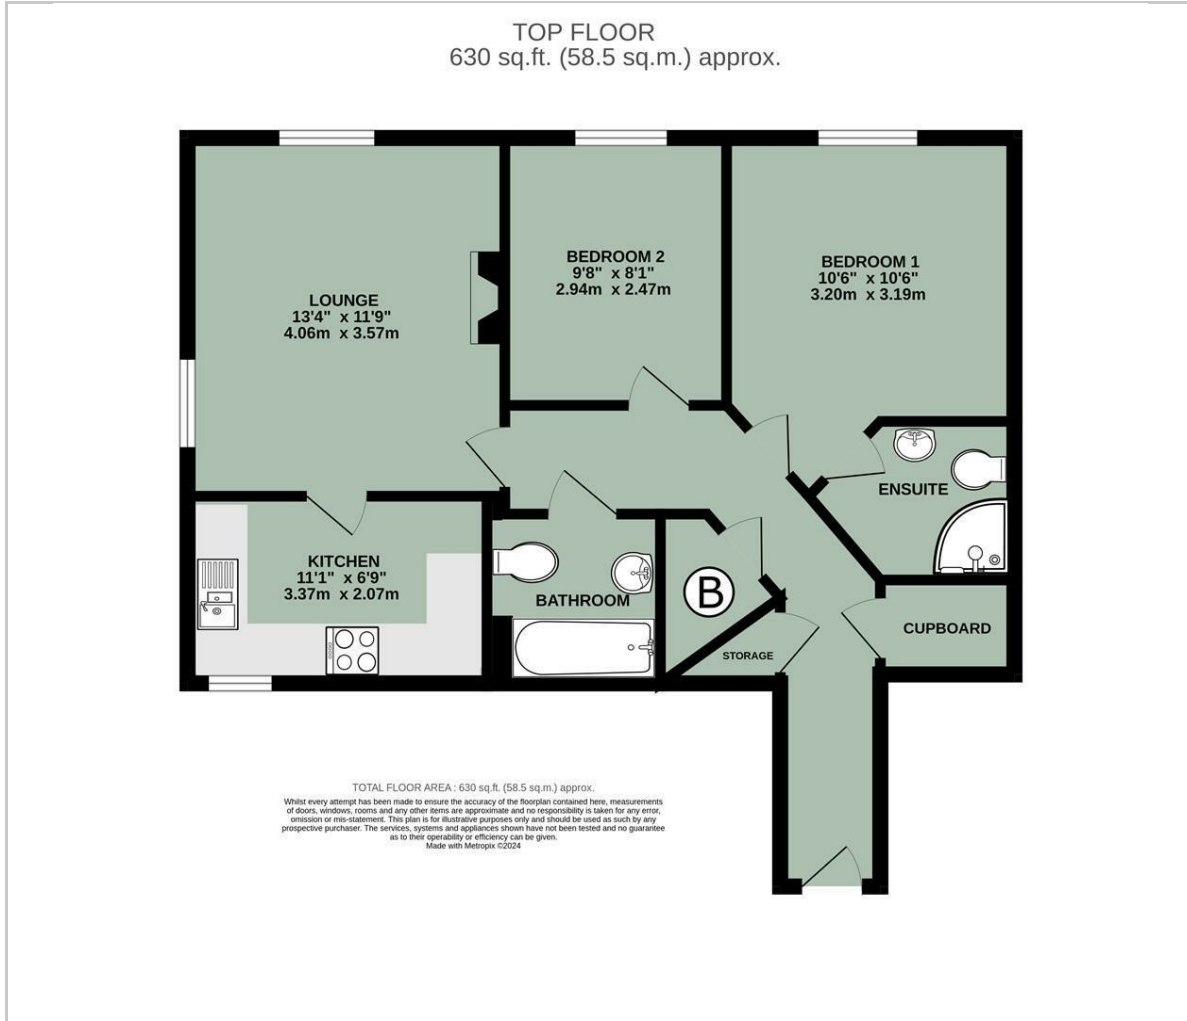 TOP FLOOR
630 sq.ft. (58.5 sq.m.) approx.
LOUNGE
13'4" x 11'9"
4.06m x 3.57m
BEDROOM 2
9'8" x 8'1"
2.94m x 2.47m
BEDROOM 1
10'6" x 10'6"
3.20m x 3.19m
ENSUITE
KITCHEN
11'1" x 6'9"
3.37m x 2.07m
BATHROOM
B
STORAGE
CUPBOARD
TOTAL FLOOR AREA : 630 sq.ft. (58.5 sq.m.) approx.
Whilst every attempt has been made to ensure the accuracy of the floorplan contained here, measurements
of doors, windows, rooms and any other items are approximate and no responsibility is taken for any error,
omission or mis-statement. This plan is for illustrative purposes only and should be used as such by any
prospective purchaser. The services, systems and appliances shown have not been tested and no guarantee
as to their operability or efficiency can be given.
Made with Metropix ©2024